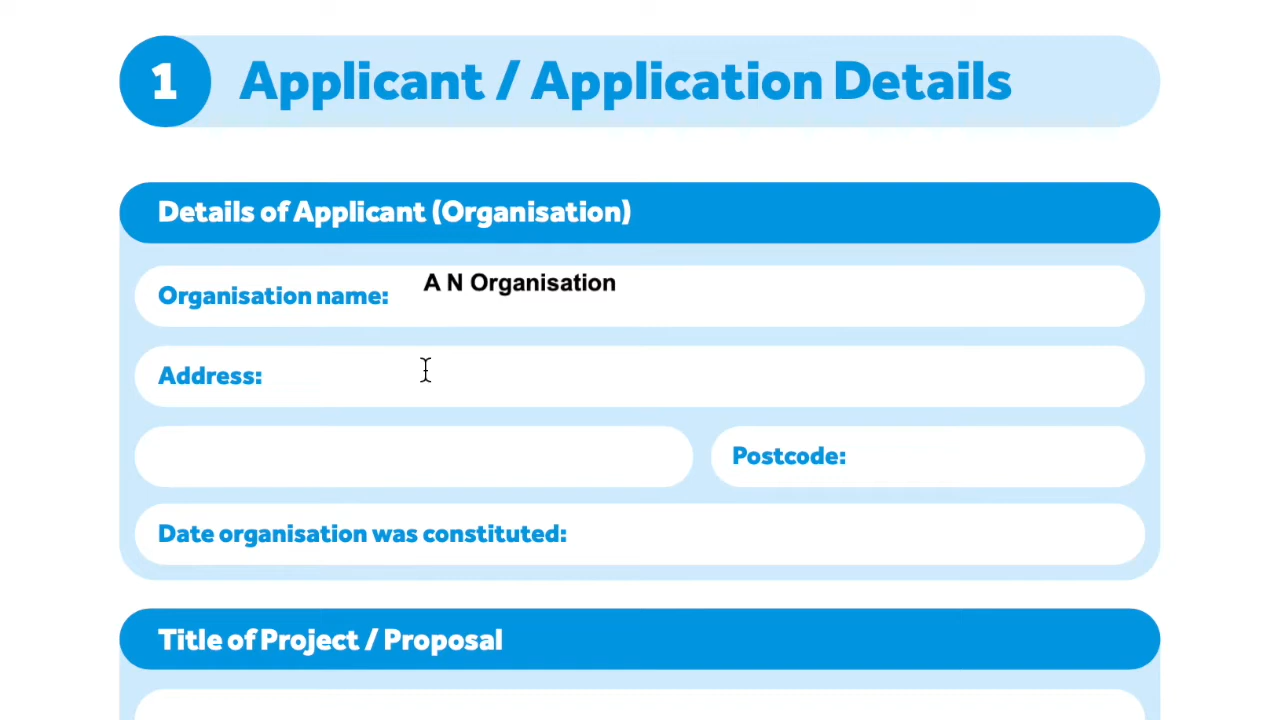 1 Applicant / Application Details
Details of Applicant (Organisation)
Organisation name: A N Organisation
Address:
Postcode:
Date organisation was constituted:
Title of Project / Proposal